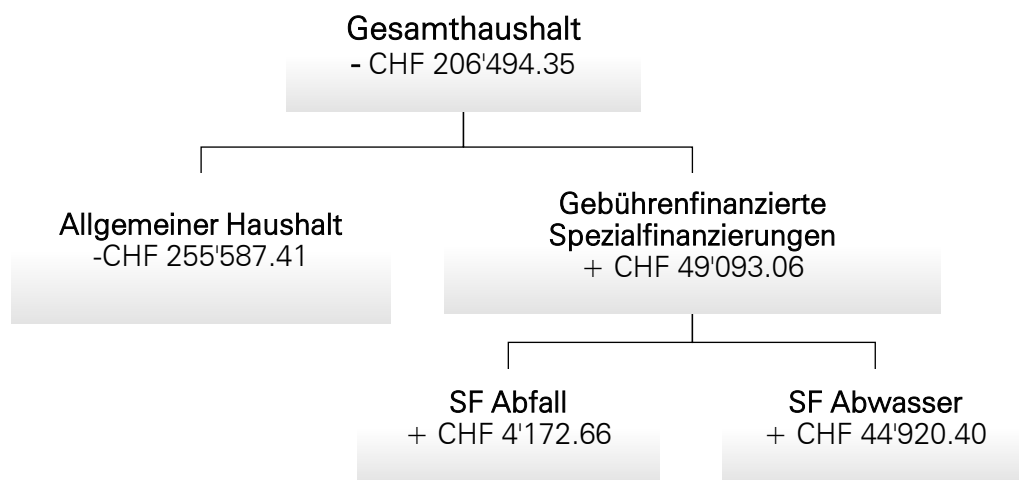 Gesamthaushalt
- CHF 206'494.35
Allgemeiner Haushalt
-CHF 255'587.41
Gebührenfinanzierte
Spezialfinanzierungen
+ CHF 49'093.06
SF Abfall
+ CHF 4'172.66
SF Abwasser
+ CHF 44'920.40